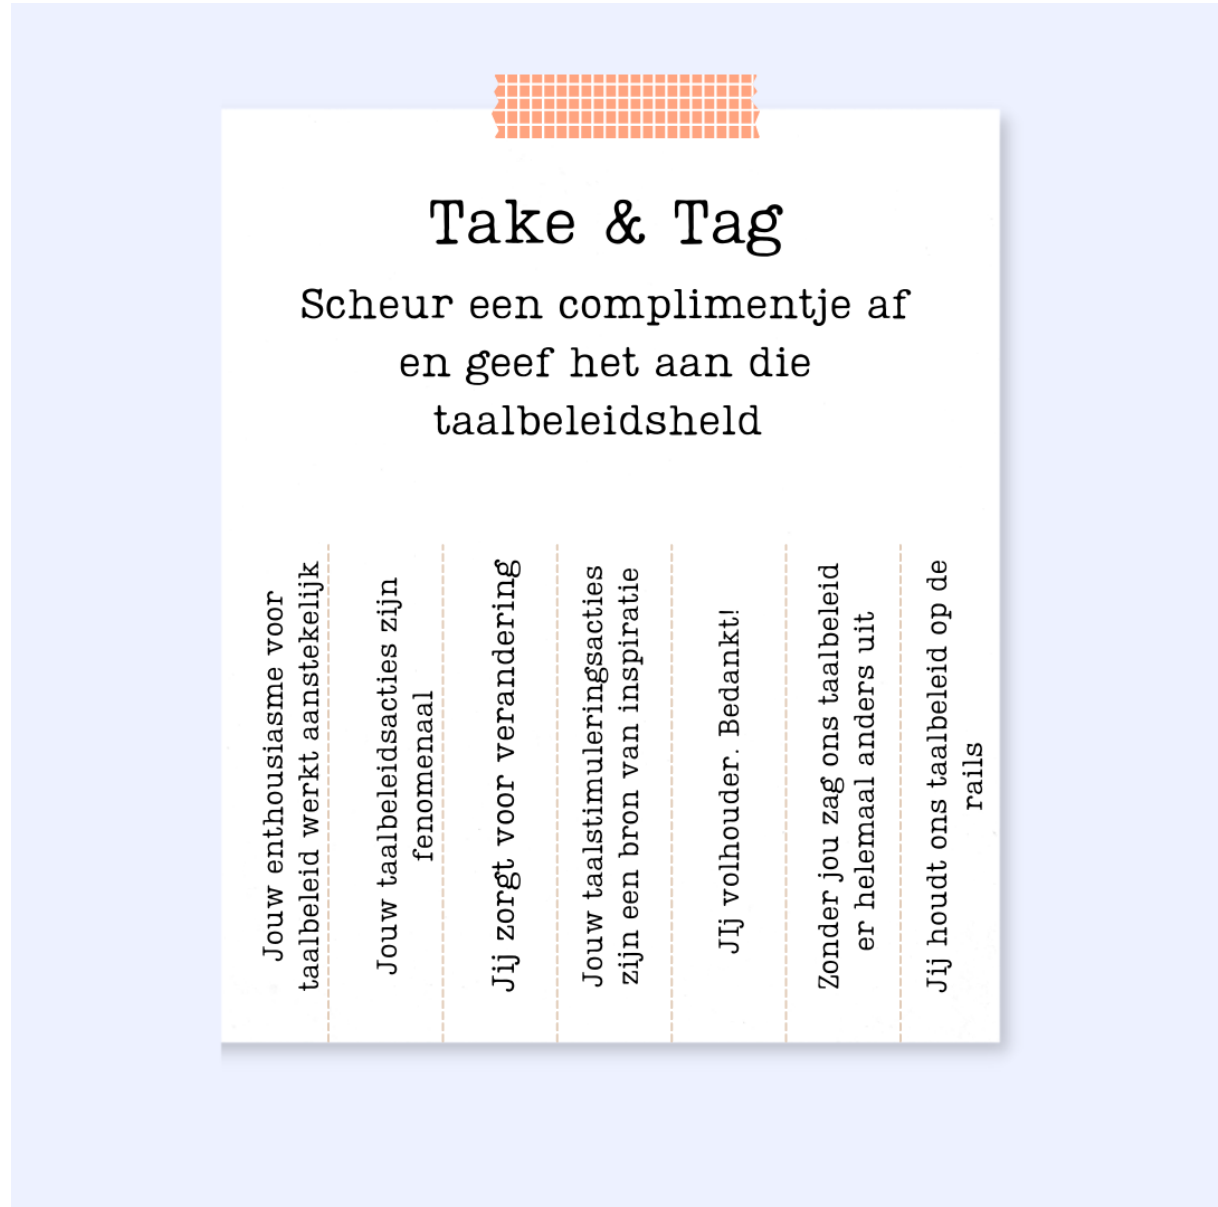 Take & Tag
Scheur een complimentje af
en geef het aan die
taalbeleidsheld
Jouw enthousiasme voor
taalbeleid werkt aanstekelijk
Jouw taalbeleidsacties zijn
fenomenaal
Jij zorgt voor verandering
Jouw taalstimuleringsacties
zijn een bron van inspiratie
JIj volhouder. Bedankt!
Zonder jou zag ons taalbeleid
er helemaal anders uit
Jij houdt ons taalbeleid op de
rails